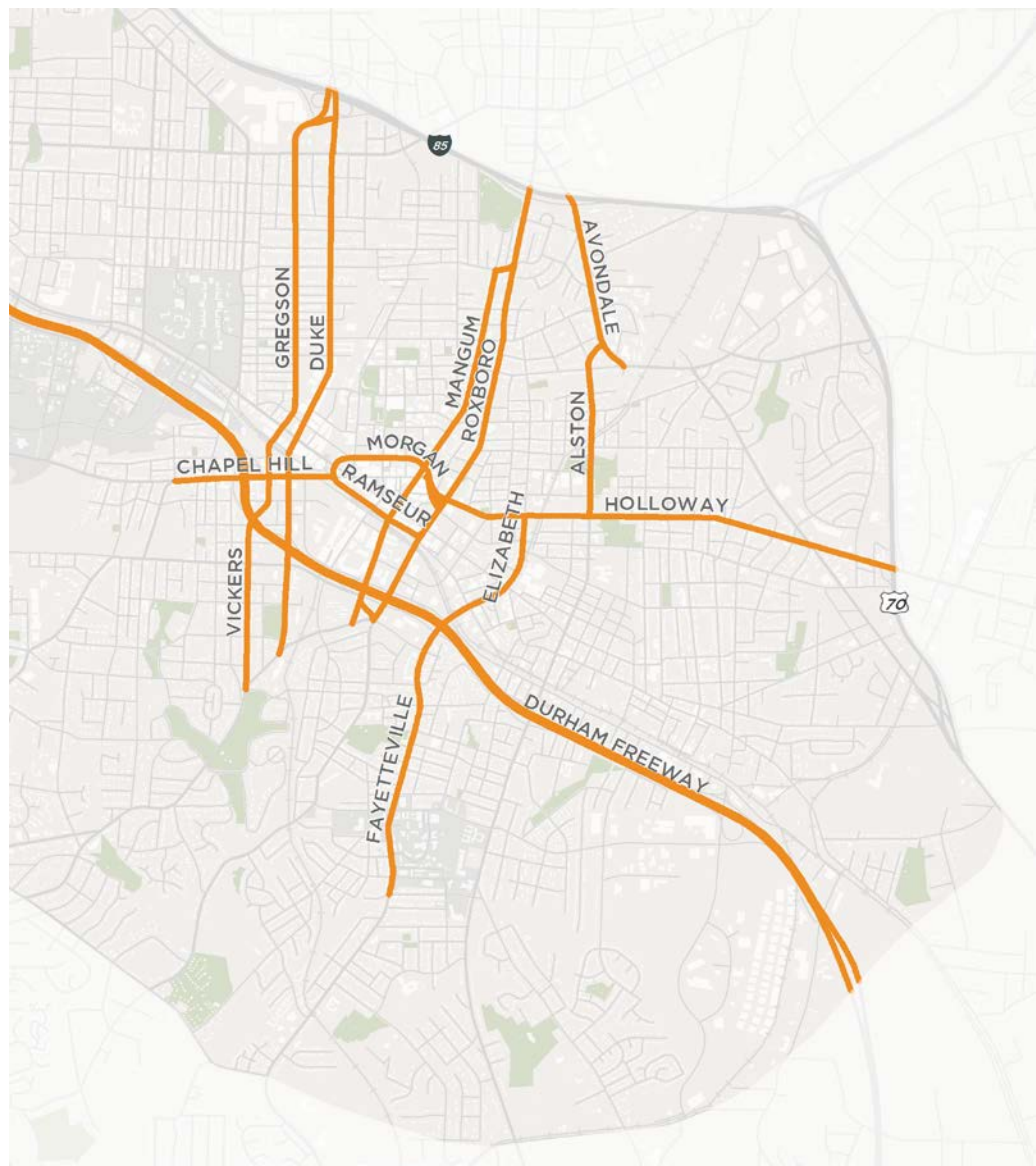 85
AVONDALE
GREGSON
DUKE
MANGUM
ROXBORO
ALSTON
MORGAN
CHAPEL HILL
RAMSEUR
HOLLOWAY
ELIZABETH
VICKERS
70
DURHAM FREEWAY
FAYETTEVILLE